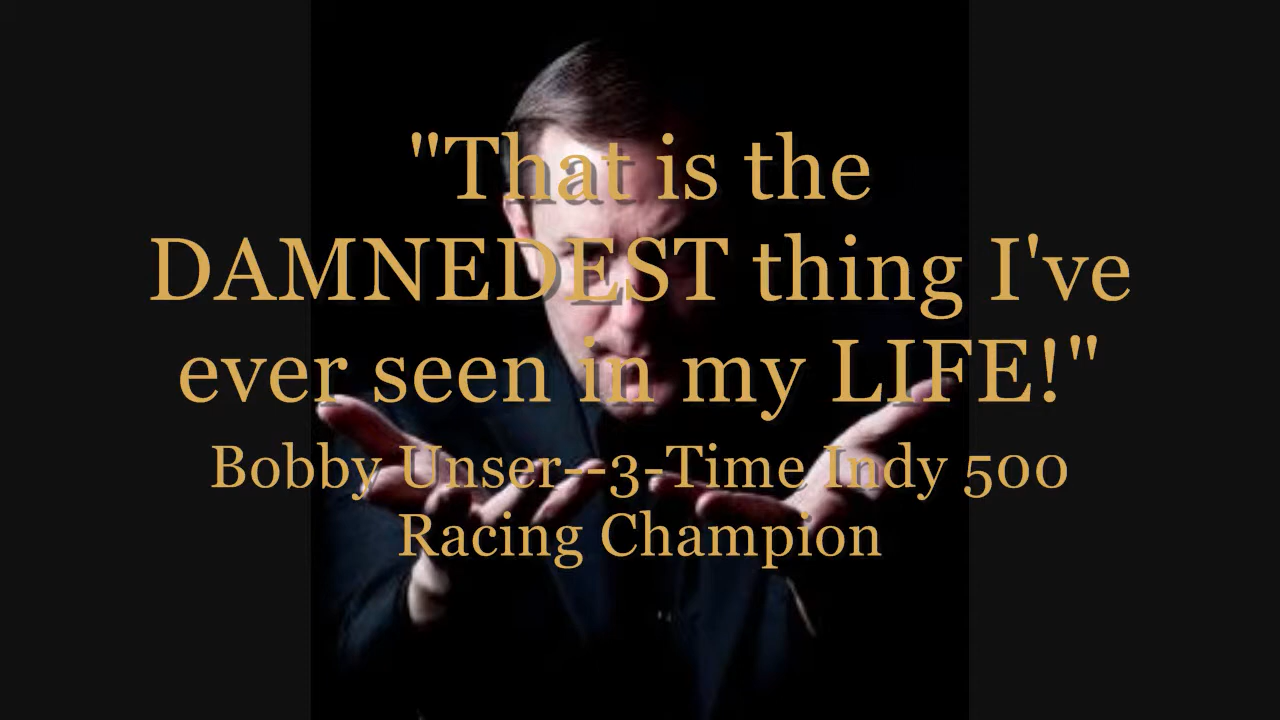 "That is the
DAMNEDEST thing I've
ever seen in my LIFE!"
Bobby Unser--3-Time Indy 500
Racing Champion